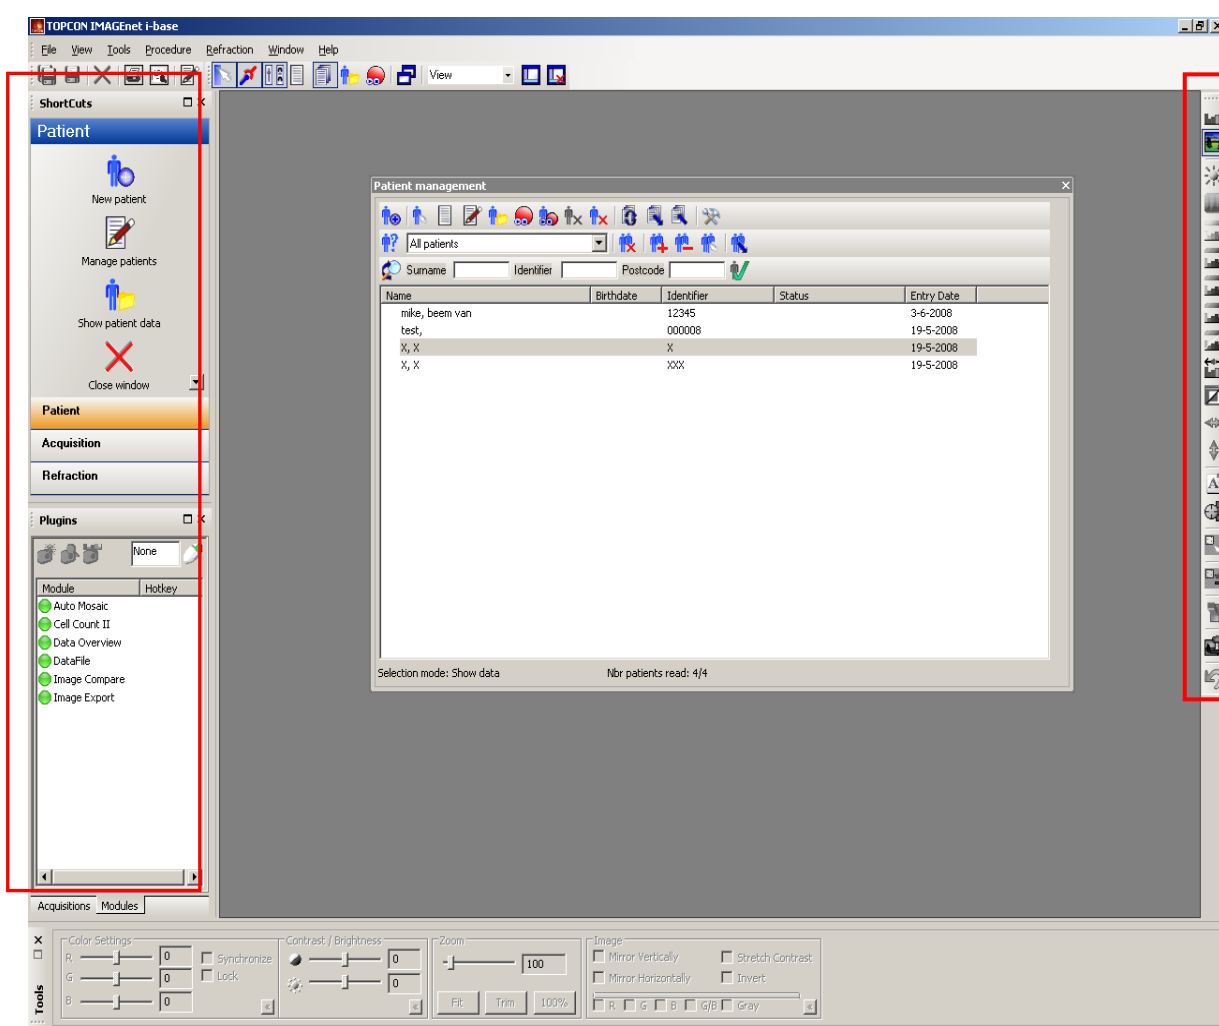 TOPCON IMAGEnet i-base
File View Tools Procedure Refraction Window Help
View
ShortCuts
Patient
New patient
Manage patients
Show patient data
Close window
Patient
Acquisition
Refraction
Plugins
None
Module Hotkey
Auto Mosaic
Cell Count II
Data Overview
DataFile
Image Compare
Image Export
Acquisitions Modules
Patient management
All patients
Surname Identifier Postcode
Name Birthdate Identifier Status Entry Date
mike, beem van 12345 3-6-2008
test, 000008 19-5-2008
X, X X 19-5-2008
X, X XXX 19-5-2008
Selection mode: Show data Nbr patients read: 4/4
Tools
Color Settings
R 0 Synchronize
G 0 Lock
B 0
Contrast / Brightness
0
0
Zoom
100
Fit Trim 100%
Image
Mirror Vertically Stretch Contrast
Mirror Horizontally Invert
R G B G/B Gray
A